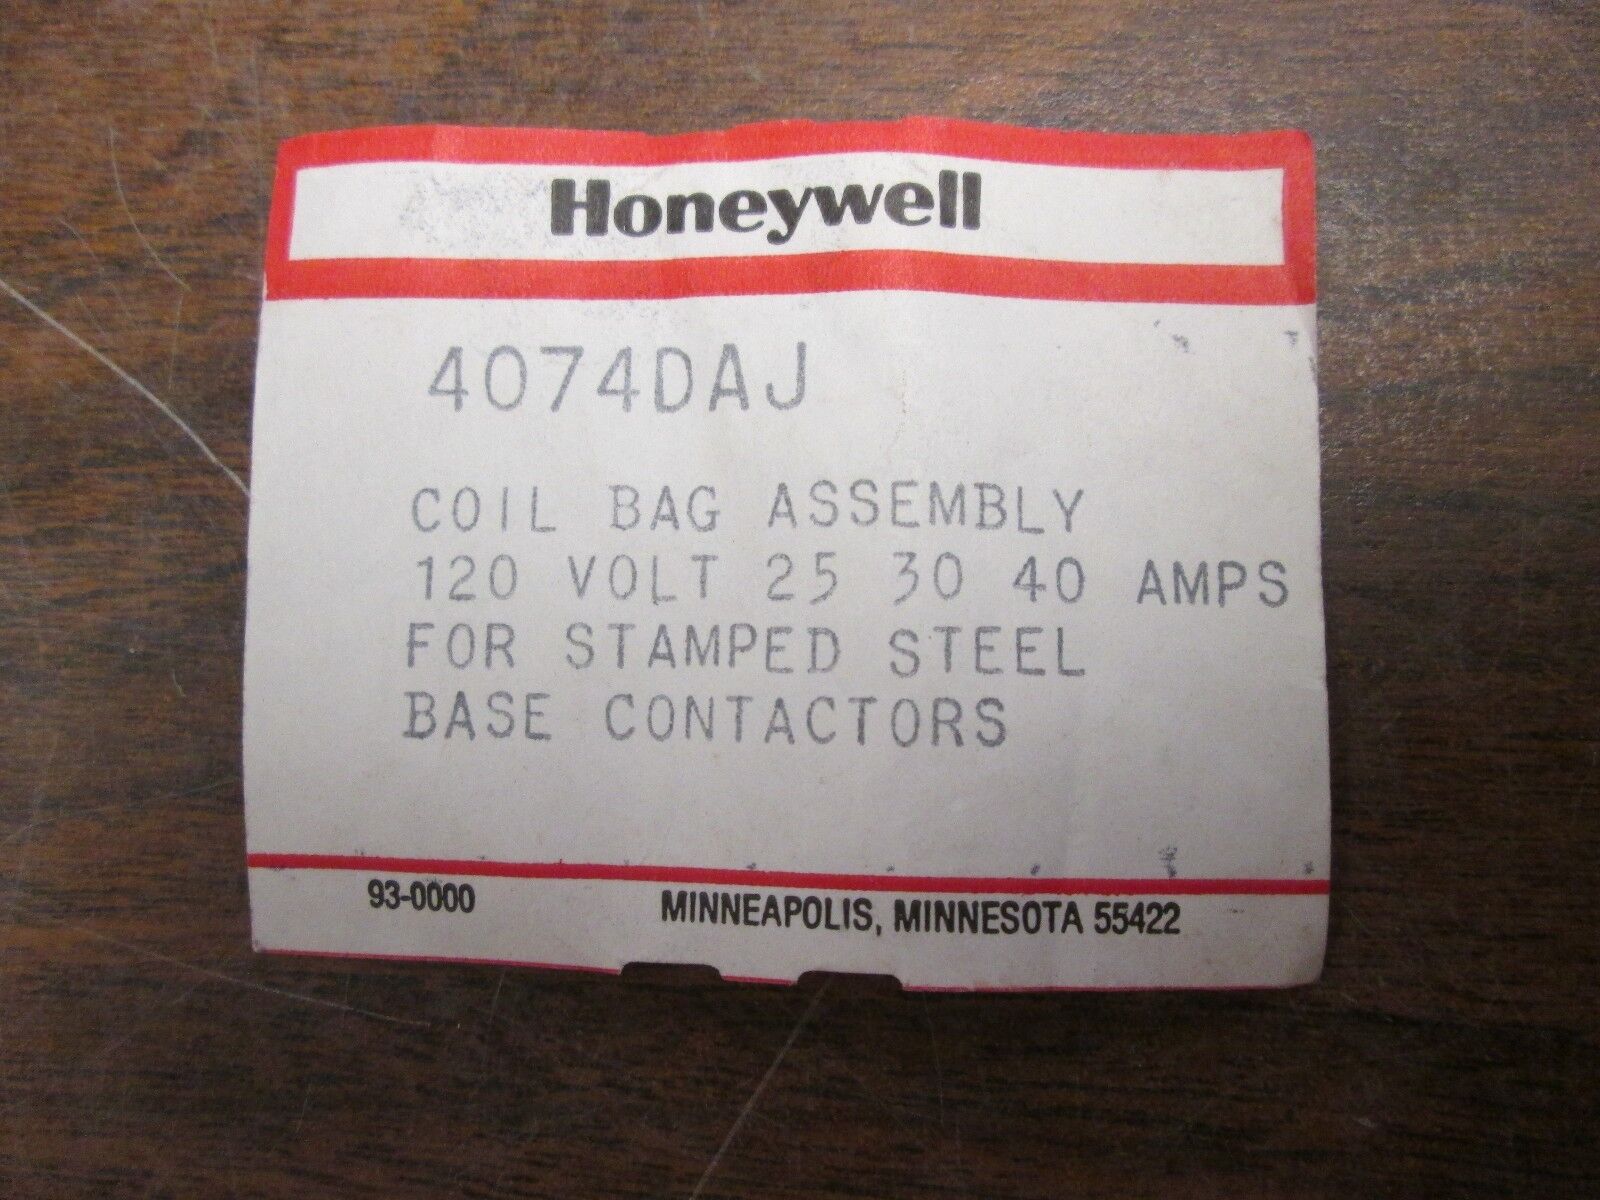 Honeywell
4074DAJ
COIL BAG ASSEMBLY
120 VOLT 25 30 40 AMPS
FOR STAMPED STEEL
BASE CONTACTORS
93-0000 MINNEAPOLIS, MINNESOTA 55422